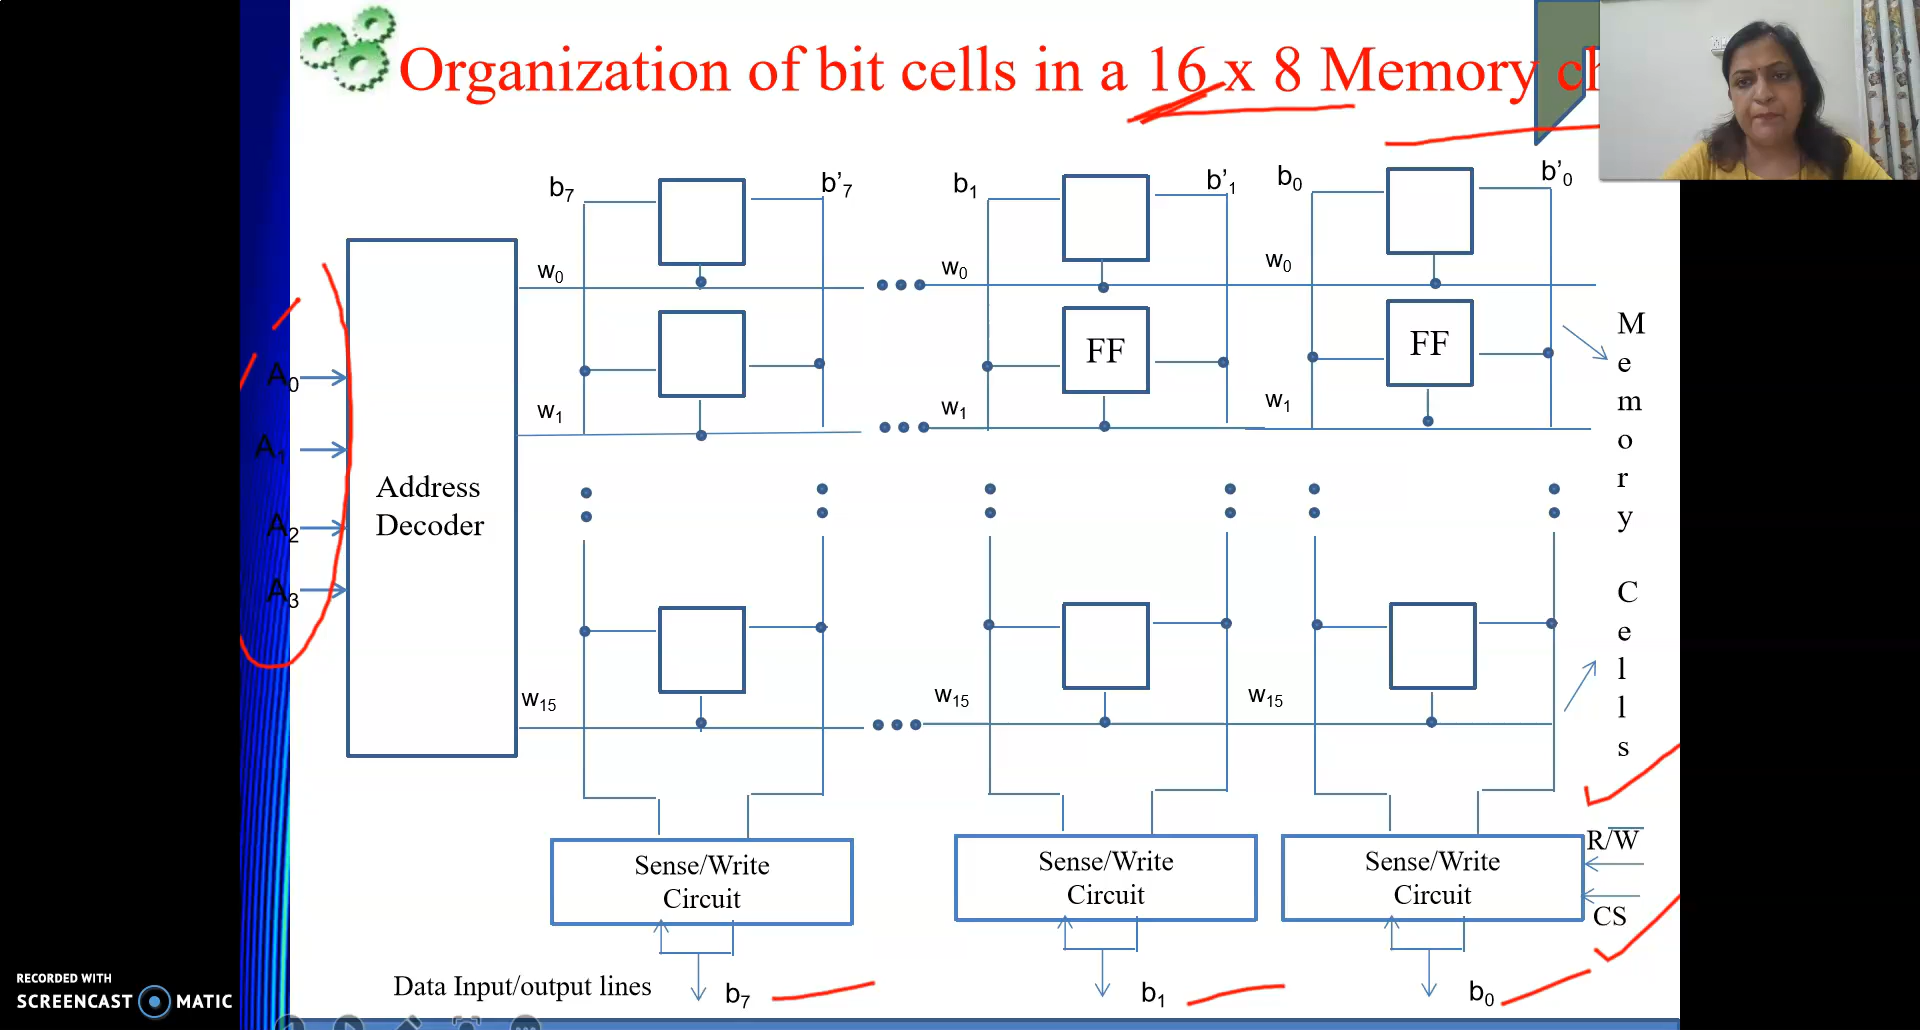 Organization of bit cells in a 16 x 8 Memory
b7
b'7
b1
b'1
b0
b'0
w0
w0
w0
FF
FF
w1
w1
w1
A0
A1
A2
A3
Address
Decoder
Memory
Cells
w15
w15
w15
Sense/Write
Circuit
Sense/Write
Circuit
Sense/Write
Circuit
R/W̅
CS
Data Input/output lines
b7
b1
b0
RECORDED WITH
SCREENCAST MATIC